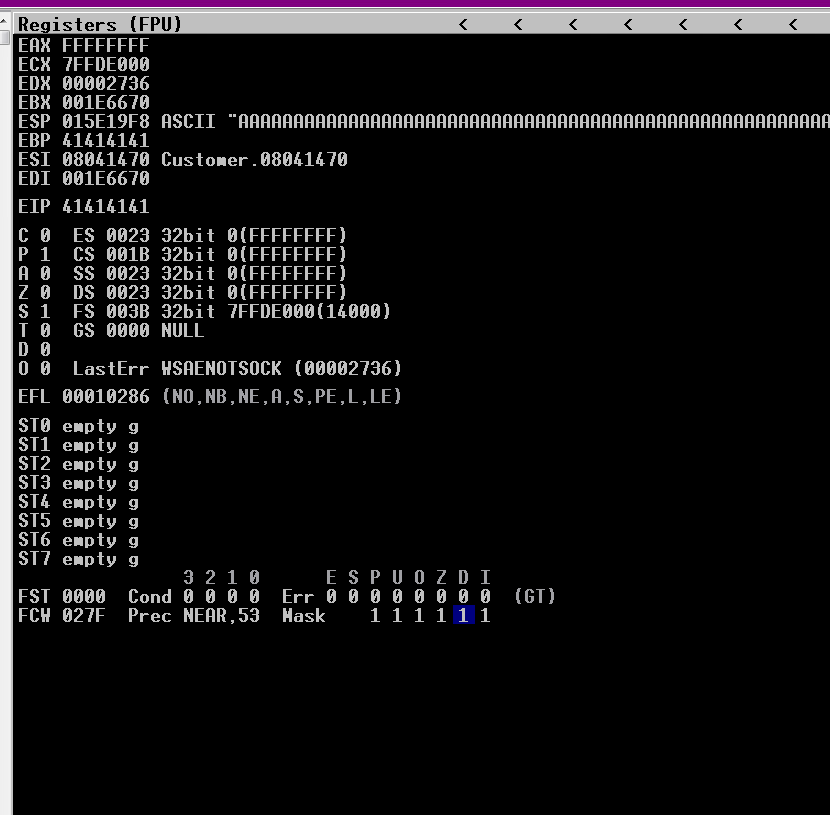 Registers (FPU) < < < < < < <
EAX FFFFFFFF
ECX 7FFDE000
EDX 00002736
EBX 001E6670
ESP 015E19F8 ASCII "AAAAAAAAAAAAAAAAAAAAAAAAAAAAAAAAAAAAAAAAAAAAAAAAAAAAAA
EBP 41414141
ESI 08041470 Customer.08041470
EDI 001E6670
EIP 41414141
C 0 ES 0023 32bit 0(FFFFFFFF)
P 1 CS 001B 32bit 0(FFFFFFFF)
A 0 SS 0023 32bit 0(FFFFFFFF)
Z 0 DS 0023 32bit 0(FFFFFFFF)
S 1 FS 003B 32bit 7FFDE000(14000)
T 0 GS 0000 NULL
D 0
O 0 LastErr WSAENOTSOCK (00002736)
EFL 00010286 (NO,NB,NE,A,S,PE,L,LE)
ST0 empty g
ST1 empty g
ST2 empty g
ST3 empty g
ST4 empty g
ST5 empty g
ST6 empty g
ST7 empty g
3 2 1 0 E S P U O Z D I
FST 0000 Cond 0 0 0 0 Err 0 0 0 0 0 0 0 0 (GT)
FCW 027F Prec NEAR,53 Mask 1 1 1 1 1 1